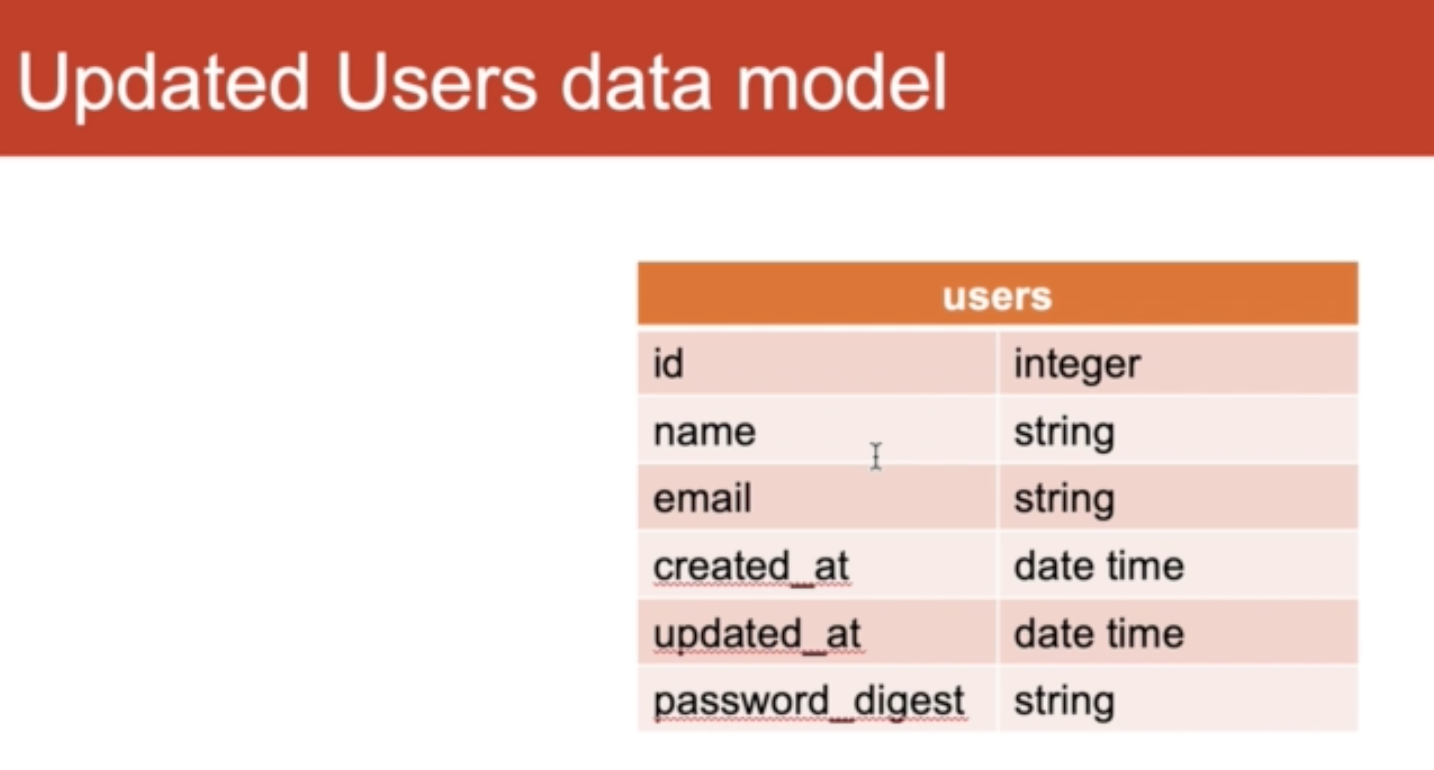 Updated Users data model
users
id integer
name string
email string
created_at date time
updated_at date time
password_digest string